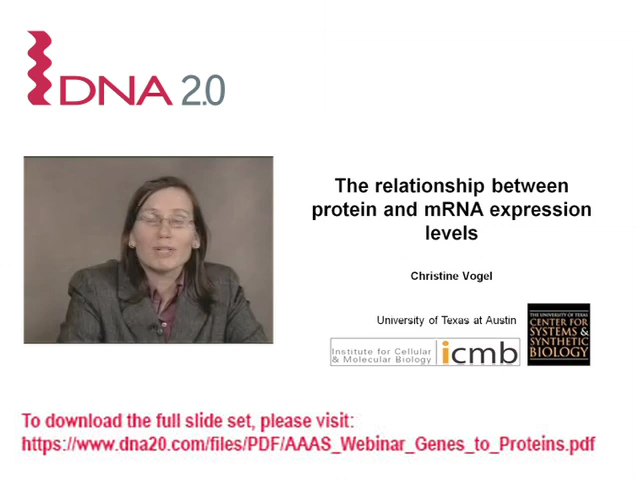 DNA 2.0
The relationship between
protein and mRNA expression
levels
Christine Vogel
University of Texas at Austin
THE UNIVERSITY OF TEXAS
CENTER FOR
SYSTEMS &
SYNTHETIC
BIOLOGY
Institute for Cellular
& Molecular Biology
icmb
To download the full slide set, please visit:
https://www.dna20.com/files/PDF/AAAS_Webinar_Genes_to_Proteins.pdf